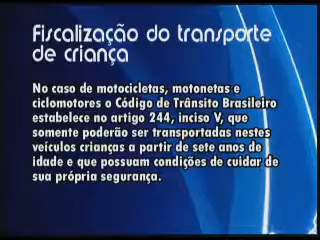 Fiscalização do transporte
de criança
No caso de motocicletas, motonetas e
ciclomotores o Código de Trânsito Brasileiro
estabelece no artigo 244, inciso V, que
somente poderão ser transportadas nestes
veículos crianças a partir de sete anos de
idade e que possuam condições de cuidar de
sua própria segurança.